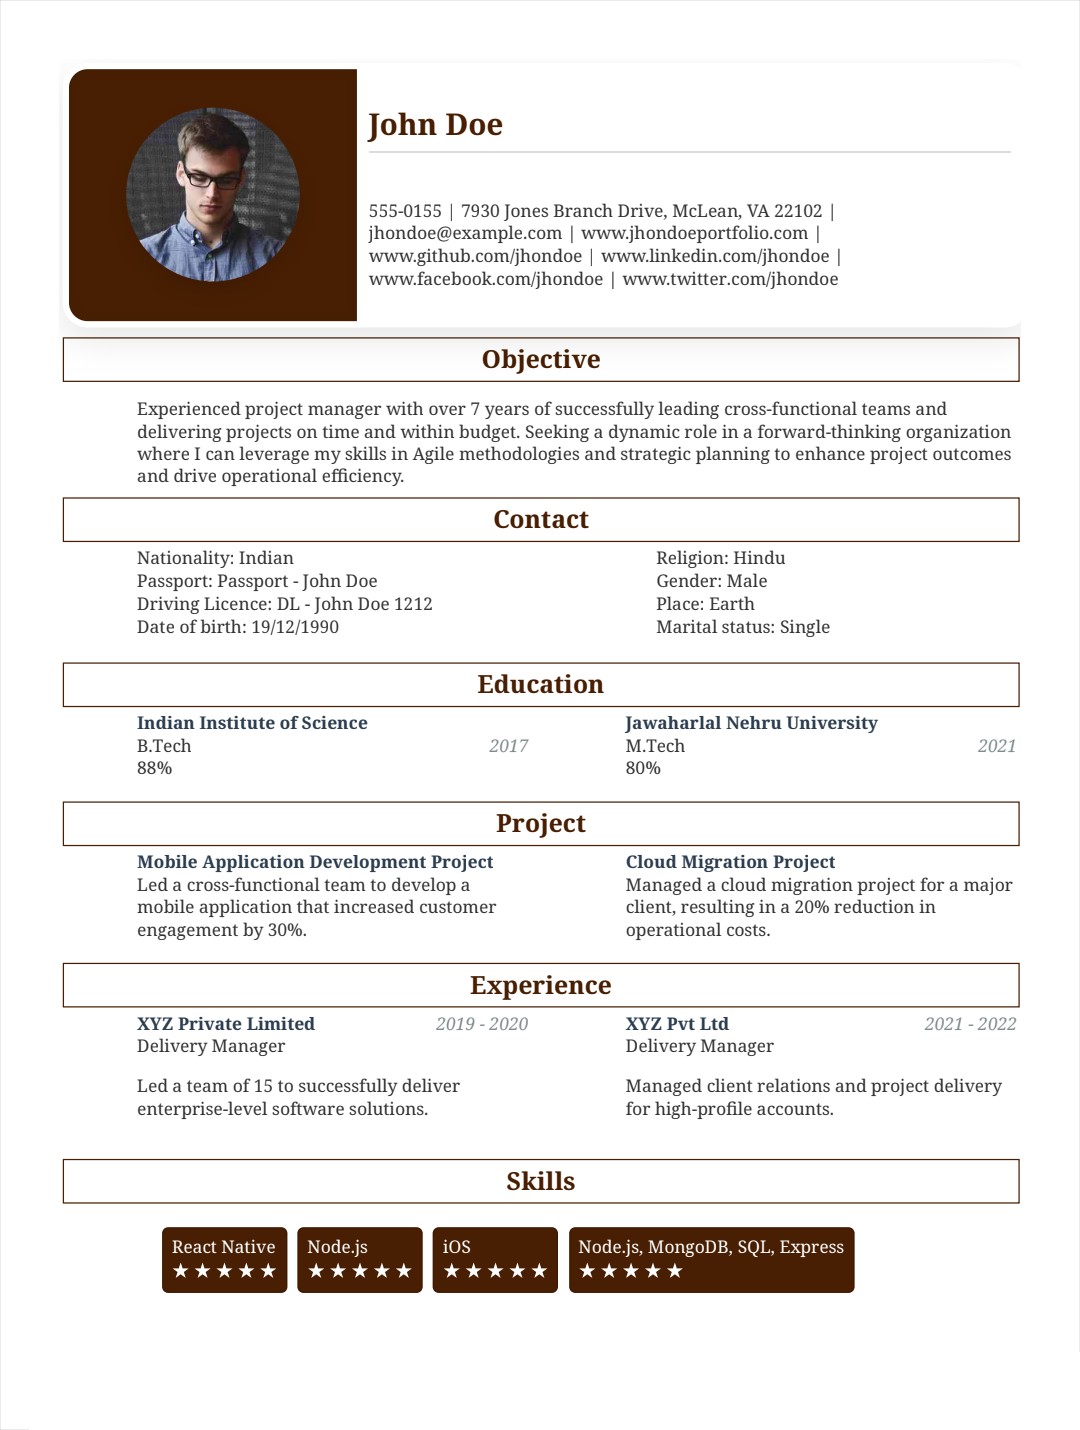 John Doe
555-0155 | 7930 Jones Branch Drive, McLean, VA 22102 |
jhondoe@example.com | www.jhondoeportfolio.com |
www.github.com/jhondoe | www.linkedin.com/jhondoe |
www.facebook.com/jhondoe | www.twitter.com/jhondoe
Objective
Experienced project manager with over 7 years of successfully leading cross-functional teams and
delivering projects on time and within budget. Seeking a dynamic role in a forward-thinking organization
where I can leverage my skills in Agile methodologies and strategic planning to enhance project outcomes
and drive operational efficiency.
Contact
Nationality: Indian
Passport: Passport - John Doe
Driving Licence: DL - John Doe 1212
Date of birth: 19/12/1990
Religion: Hindu
Gender: Male
Place: Earth
Marital status: Single
Education
Indian Institute of Science
B.Tech 2017
88%
Jawaharlal Nehru University
M.Tech 2021
80%
Project
Mobile Application Development Project
Led a cross-functional team to develop a
mobile application that increased customer
engagement by 30%.
Cloud Migration Project
Managed a cloud migration project for a major
client, resulting in a 20% reduction in
operational costs.
Experience
XYZ Private Limited 2019 - 2020
Delivery Manager
Led a team of 15 to successfully deliver
enterprise-level software solutions.
XYZ Pvt Ltd 2021 - 2022
Delivery Manager
Managed client relations and project delivery
for high-profile accounts.
Skills
React Native
★★★★★
Node.js
★★★★★
iOS
★★★★★
Node.js, MongoDB, SQL, Express
★★★★★